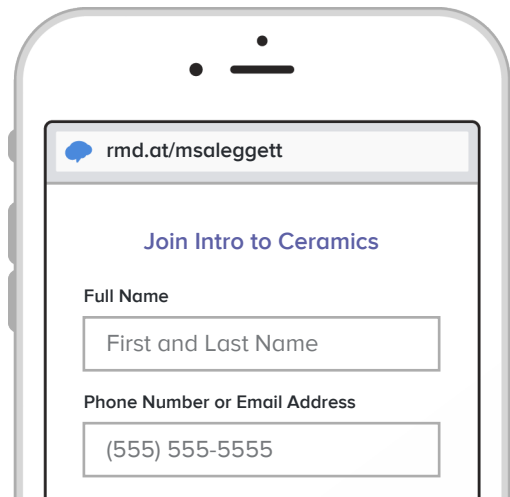 rmd.at/msaleggett
Join Intro to Ceramics
Full Name
First and Last Name
Phone Number or Email Address
(555) 555-5555